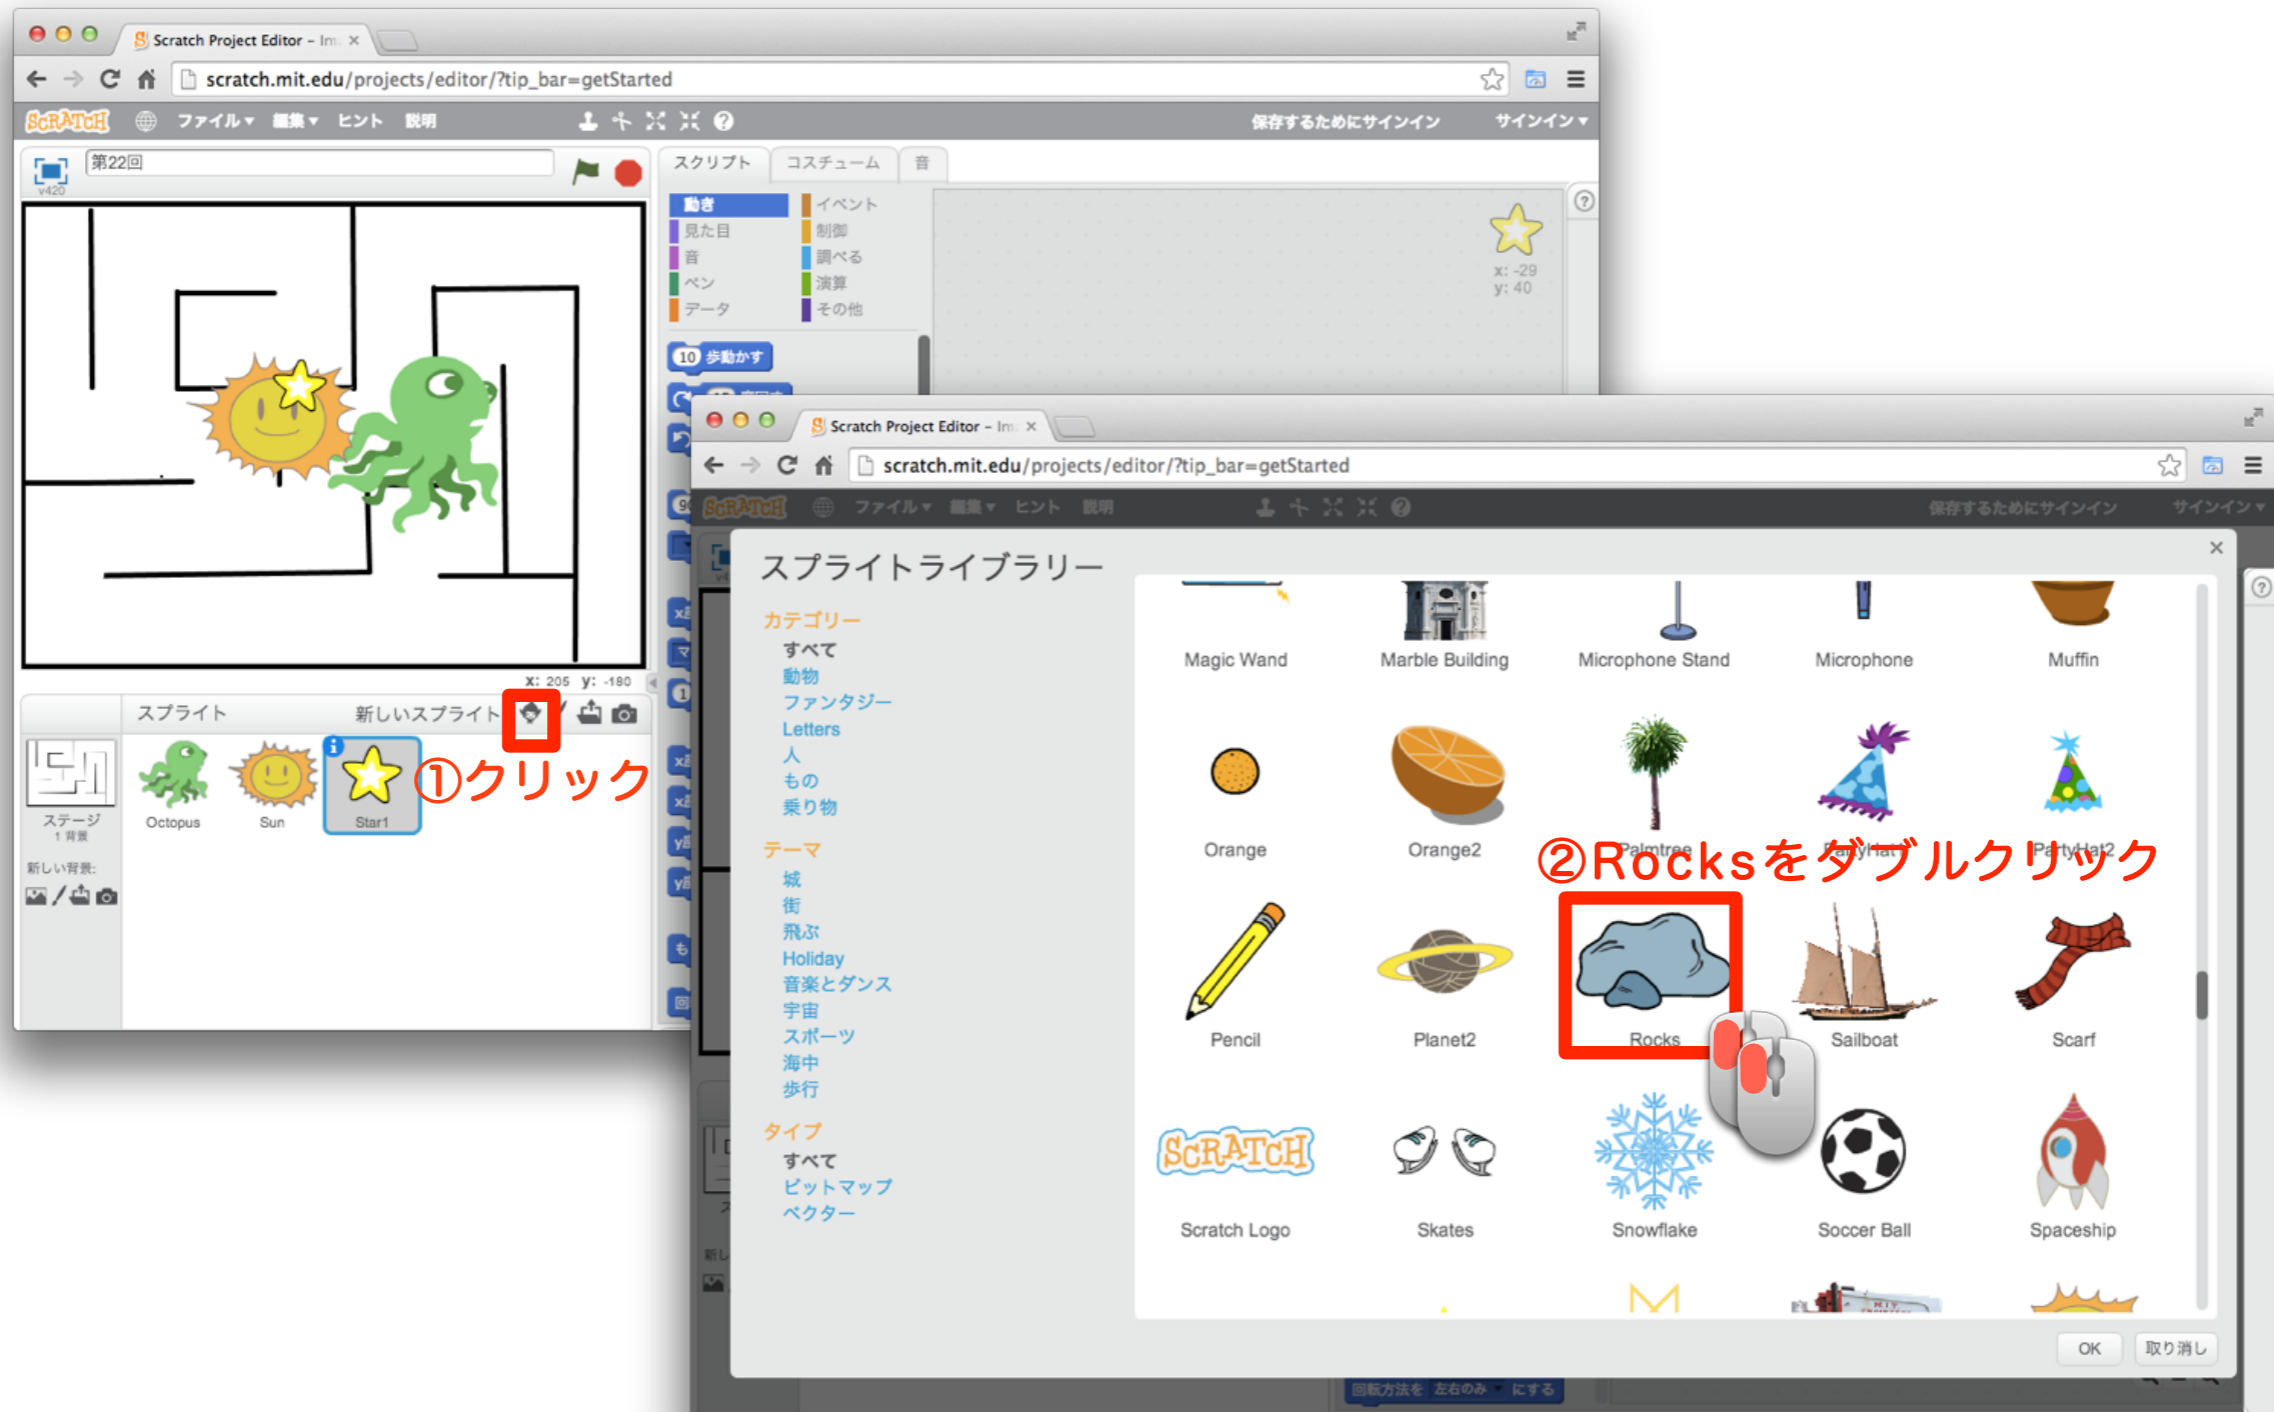 Scratch Project Editor - Im
scratch.mit.edu/projects/editor/?tip_bar=getStarted
SCRATCH ファイル 編集 ヒント 説明 保存するためにサインイン サインイン
v420 第22回
スクリプト コスチューム 音
動き イベント
見た目 制御
音 調べる
ペン 演算
データ その他
x: -29
y: 40
10 歩動かす
x: 205 y: -180
スプライト 新しいスプライト
①クリック
Octopus Sun Star1
ステージ
1 背景
新しい背景:
Scratch Project Editor - Im
scratch.mit.edu/projects/editor/?tip_bar=getStarted
SCRATCH ファイル 編集 ヒント 説明 保存するためにサインイン サインイン
スプライトライブラリー
カテゴリー
すべて
動物
ファンタジー
Letters
人
もの
乗り物
テーマ
城
街
飛ぶ
Holiday
音楽とダンス
宇宙
スポーツ
海中
歩行
タイプ
すべて
ビットマップ
ベクター
Magic Wand Marble Building Microphone Stand Microphone Muffin
Orange Orange2 Palmtree PartyHat1 PartyHat2
②Rocksをダブルクリック
Pencil Planet2 Rocks Sailboat Scarf
SCRATCH
Scratch Logo Skates Snowflake Soccer Ball Spaceship
M.I.T.
OK 取り消し
回転方法を 左右のみ にする